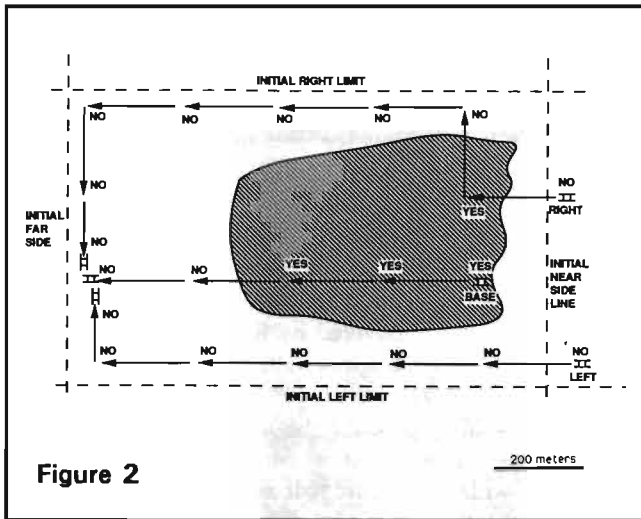 INITIAL RIGHT LIMIT
NO
NO NO NO NO
NO
NO
YES
RIGHT
INITIAL
FAR
SIDE
NO
NO NO YES YES YES
BASE
INITIAL
NEAR
SIDE
LINE
NO
NO NO NO NO NO NO
LEFT
INITIAL LEFT LIMIT
200 meters
Figure 2